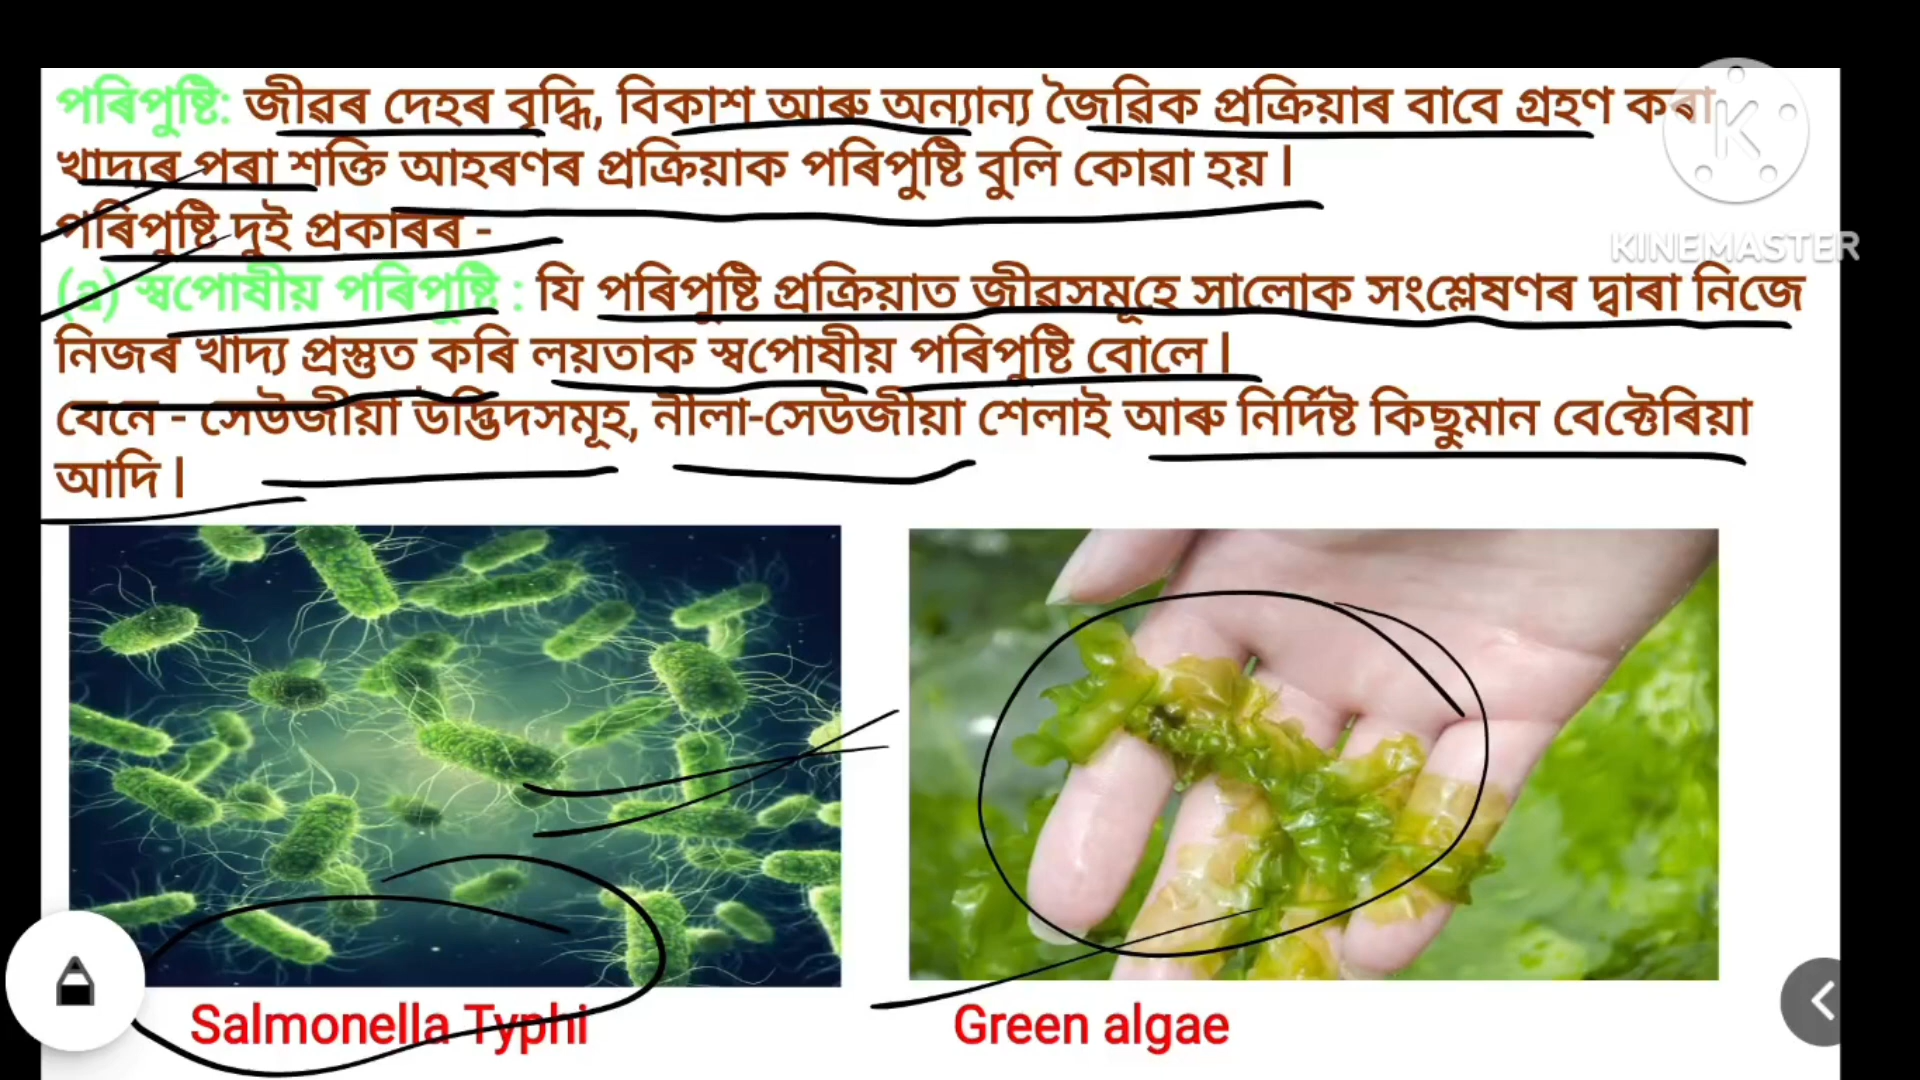 পৰিপুষ্টি: জীৱৰ দেহৰ বৃদ্ধি, বিকাশ আৰু অন্যান্য জৈৱিক প্ৰক্ৰিয়াৰ বাবে গ্ৰহণ কৰা
খাদ্যৰ পৰা শক্তি আহৰণৰ প্ৰক্ৰিয়াক পৰিপুষ্টি বুলি কোৱা হয়।
পৰিপুষ্টি দুই প্ৰকাৰৰ -
(a) স্বপোষীয় পৰিপুষ্টি : যি পৰিপুষ্টি প্ৰক্ৰিয়াত জীৱসমূহে সালোক সংশ্লেষণৰ দ্বাৰা নিজে
নিজৰ খাদ্য প্ৰস্তুত কৰি লয়তাক স্বপোষীয় পৰিপুষ্টি বোলে।
যেনে - সেউজীয়া উদ্ভিদসমূহ, নীলা-সেউজীয়া শেলাই আৰু নিৰ্দিষ্ট কিছুমান বেক্টেৰিয়া
আদি।
K
KINEMASTER
Salmonella Typhi
Green algae